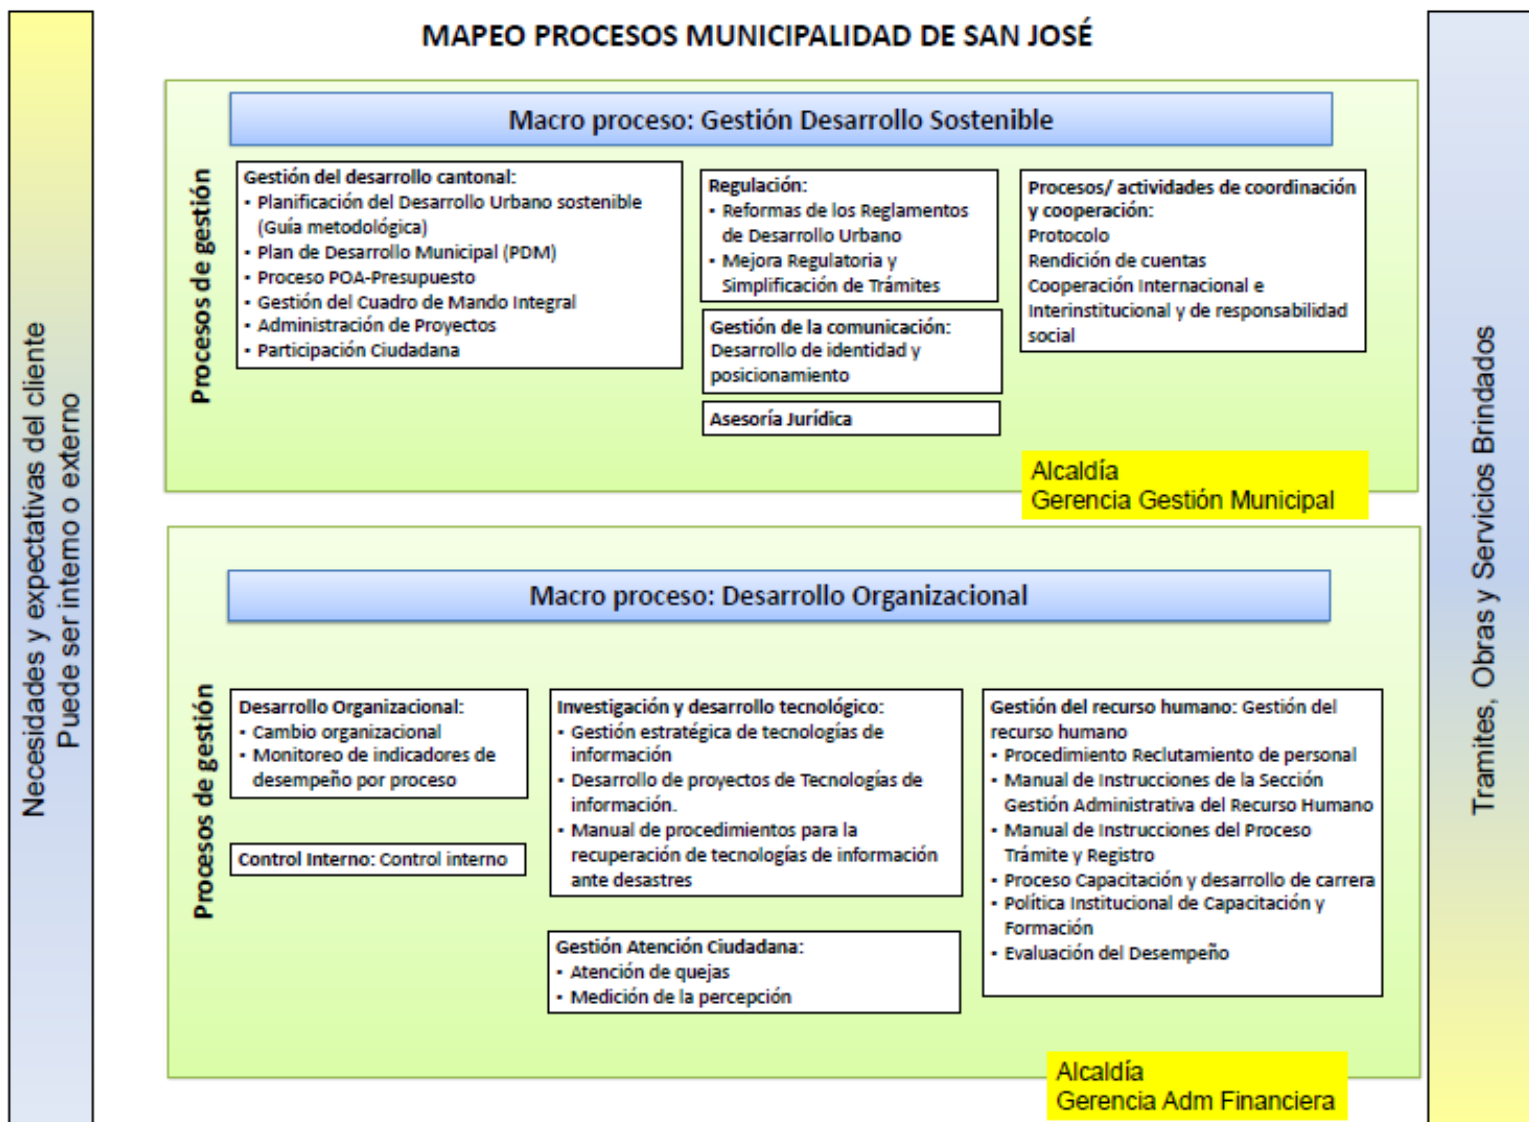 MAPEO PROCESOS MUNICIPALIDAD DE SAN JOSÉ
Necesidades y expectativas del cliente
Puede ser interno o externo
Macro proceso: Gestión Desarrollo Sostenible
Procesos de gestión
Gestión del desarrollo cantonal:
▪ Planificación del Desarrollo Urbano sostenible
(Guía metodológica)
▪ Plan de Desarrollo Municipal (PDM)
▪ Proceso POA-Presupuesto
▪ Gestión del Cuadro de Mando Integral
▪ Administración de Proyectos
▪ Participación Ciudadana
Regulación:
▪ Reformas de los Reglamentos
de Desarrollo Urbano
▪ Mejora Regulatoria y
Simplificación de Trámites
Gestión de la comunicación:
Desarrollo de identidad y
posicionamiento
Asesoría Jurídica
Procesos/ actividades de coordinación
y cooperación:
Protocolo
Rendición de cuentas
Cooperación Internacional e
Interinstitucional y de responsabilidad
social
Alcaldía
Gerencia Gestión Municipal
Macro proceso: Desarrollo Organizacional
Procesos de gestión
Desarrollo Organizacional:
▪ Cambio organizacional
▪ Monitoreo de indicadores de
desempeño por proceso
Control Interno: Control interno
Investigación y desarrollo tecnológico:
▪ Gestión estratégica de tecnologías de
información
▪ Desarrollo de proyectos de Tecnologías de
información.
▪ Manual de procedimientos para la
recuperación de tecnologías de información
ante desastres
Gestión Atención Ciudadana:
▪ Atención de quejas
▪ Medición de la percepción
Gestión del recurso humano: Gestión del
recurso humano
▪ Procedimiento Reclutamiento de personal
▪ Manual de Instrucciones de la Sección
Gestión Administrativa del Recurso Humano
▪ Manual de Instrucciones del Proceso
Trámite y Registro
▪ Proceso Capacitación y desarrollo de carrera
▪ Política Institucional de Capacitación y
Formación
▪ Evaluación del Desempeño
Alcaldía
Gerencia Adm Financiera
Tramites, Obras y Servicios Brindados